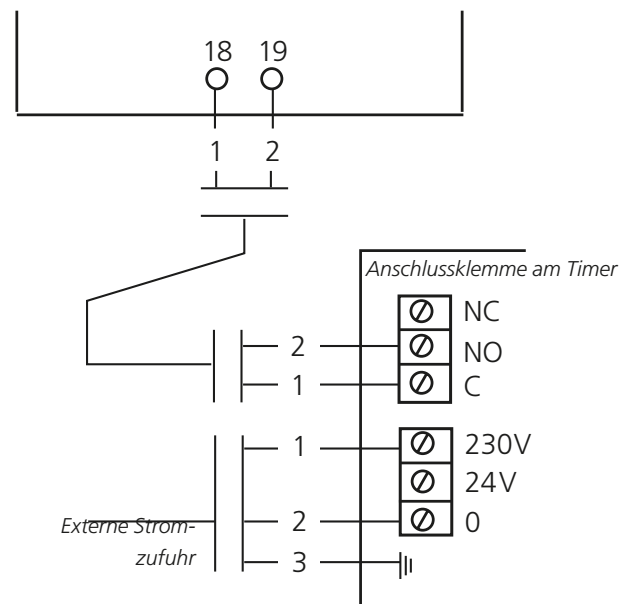 18 19
1 2
Anschlussklemme am Timer
NC
2 NO
1 C
1 230V
24V
Externe Strom-
zufuhr
2 0
3